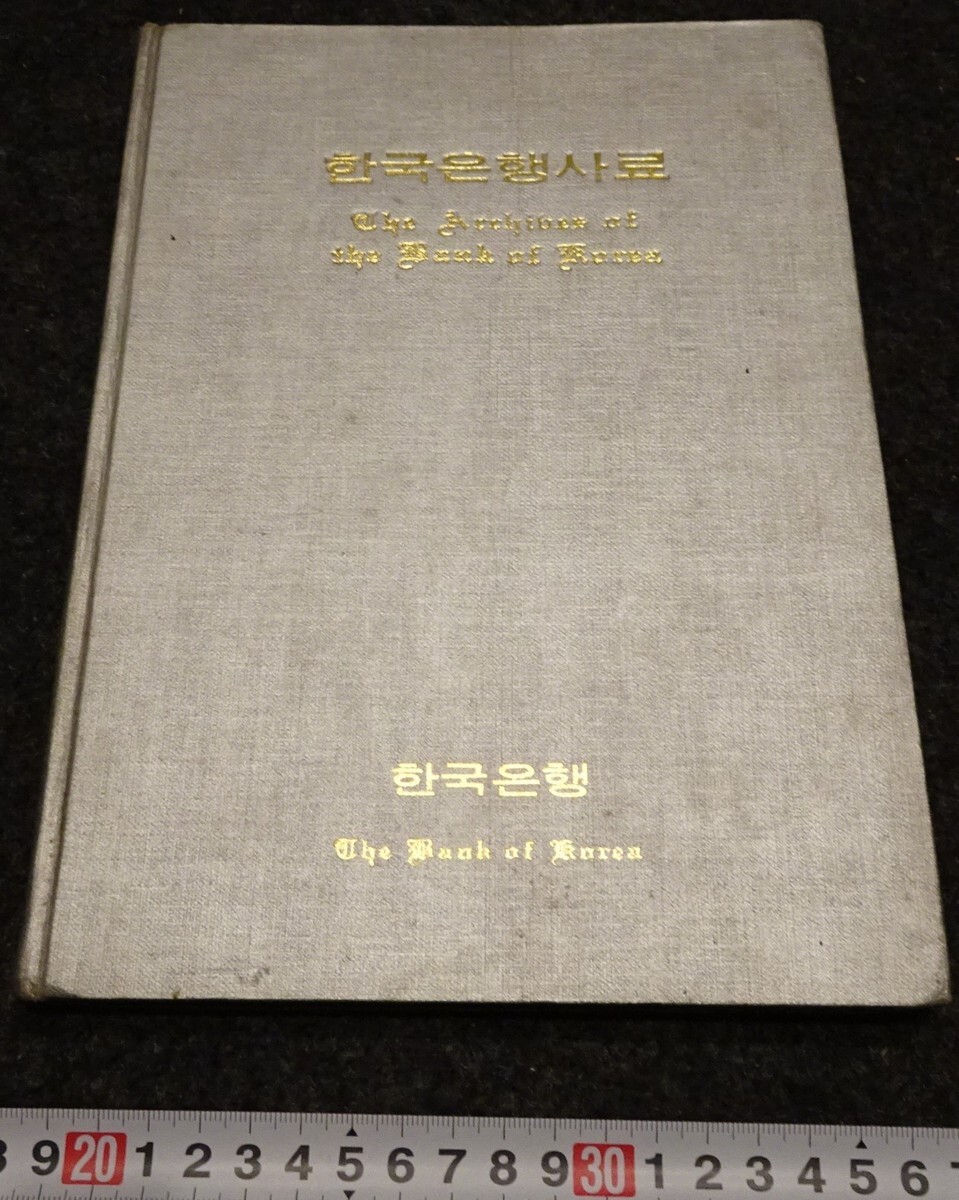 한국은행사료
The Archives of
the Bank of Korea
한국은행
The Bank of Korea
9 20 1 2 3 4 5 6 7 8 9 30 1 2 3 4 5 6